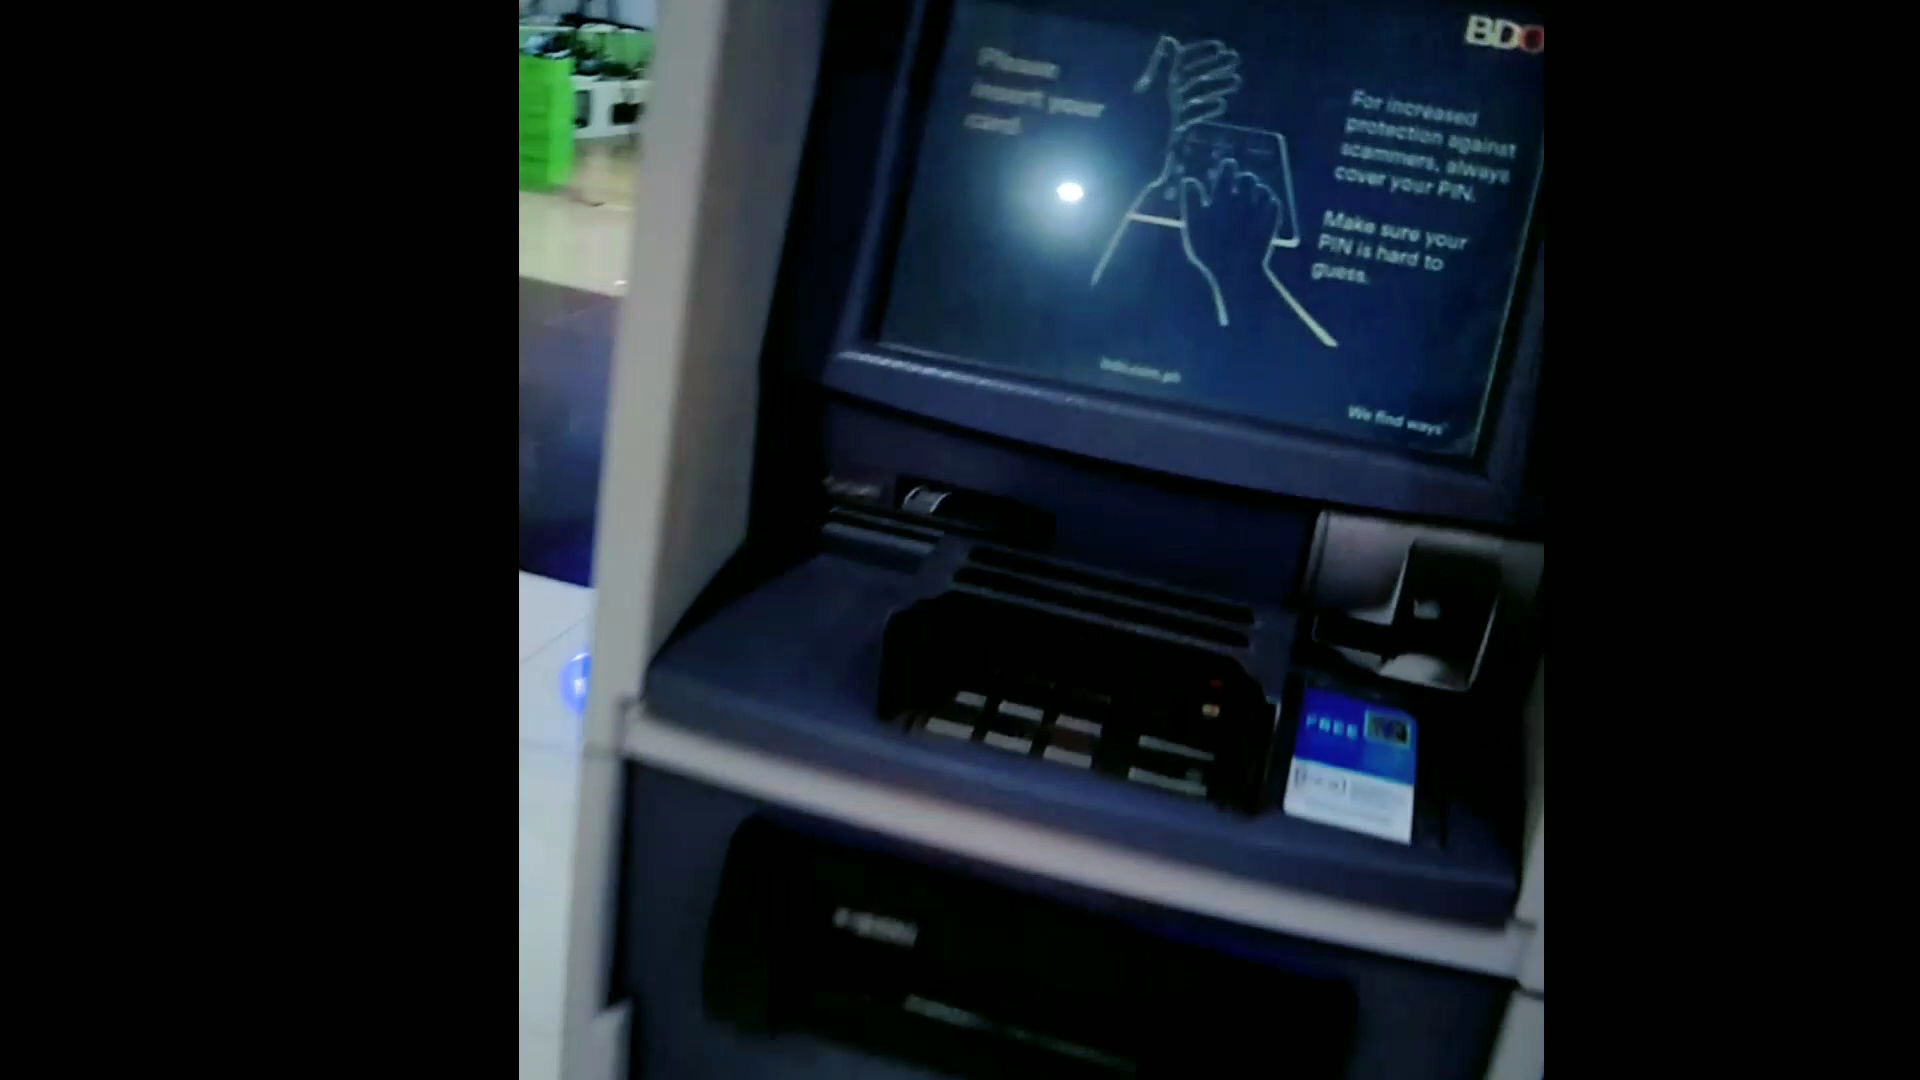 BDO
Please
insert your
card.
For increased
protection against
scammers, always
cover your PIN.
Make sure your
PIN is hard to
guess.
bdo.com.ph
We find ways
FREE